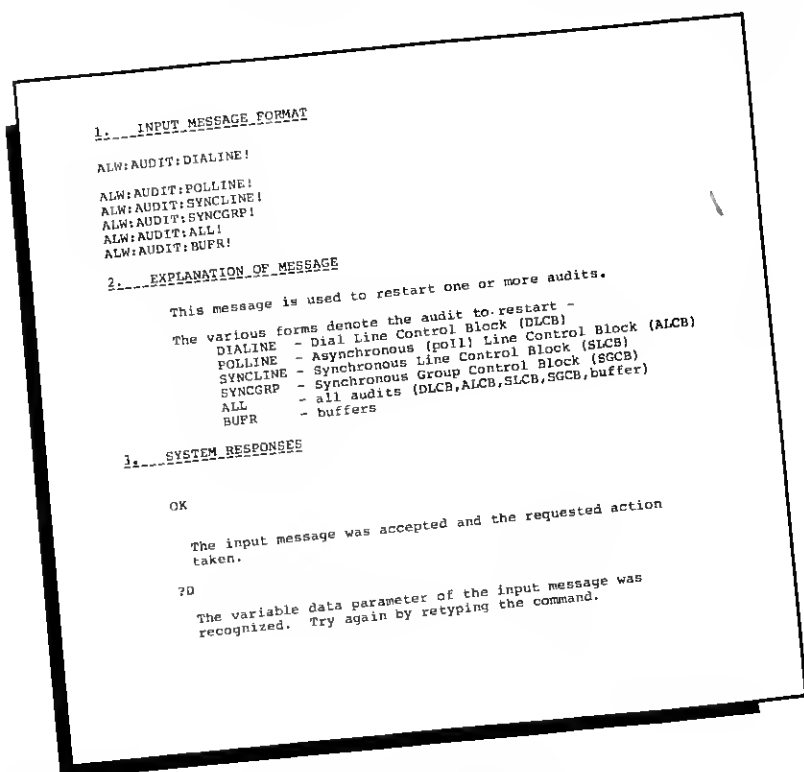 1. INPUT MESSAGE FORMAT
ALW:AUDIT:DIALINE!
ALW:AUDIT:POLLINE!
ALW:AUDIT:SYNCLINE!
ALW:AUDIT:SYNCGRP!
ALW:AUDIT:ALL!
ALW:AUDIT:BUFR!
2. EXPLANATION OF MESSAGE
This message is used to restart one or more audits.
The various forms denote the audit to restart -
DIALINE - Dial Line Control Block (DLCB)
POLLINE - Asynchronous (poll) Line Control Block (ALCB)
SYNCLINE - Synchronous Line Control Block (SLCB)
SYNCGRP - Synchronous Group Control Block (SGCB)
ALL - all audits (DLCB,ALCB,SLCB,SGCB,buffer)
BUFR - buffers
3. SYSTEM RESPONSES
OK
The input message was accepted and the requested action
taken.
?D
The variable data parameter of the input message was
recognized. Try again by retyping the command.